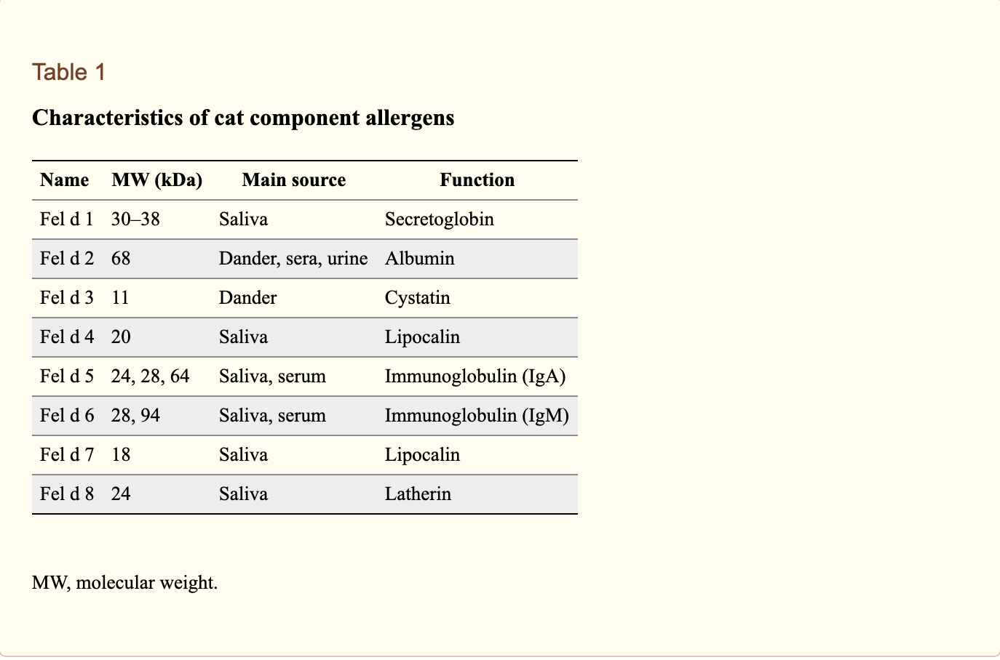 Table 1
Characteristics of cat component allergens
Name MW (kDa) Main source Function
Fel d 1 30–38 Saliva Secretoglobin
Fel d 2 68 Dander, sera, urine Albumin
Fel d 3 11 Dander Cystatin
Fel d 4 20 Saliva Lipocalin
Fel d 5 24, 28, 64 Saliva, serum Immunoglobulin (IgA)
Fel d 6 28, 94 Saliva, serum Immunoglobulin (IgM)
Fel d 7 18 Saliva Lipocalin
Fel d 8 24 Saliva Latherin
MW, molecular weight.